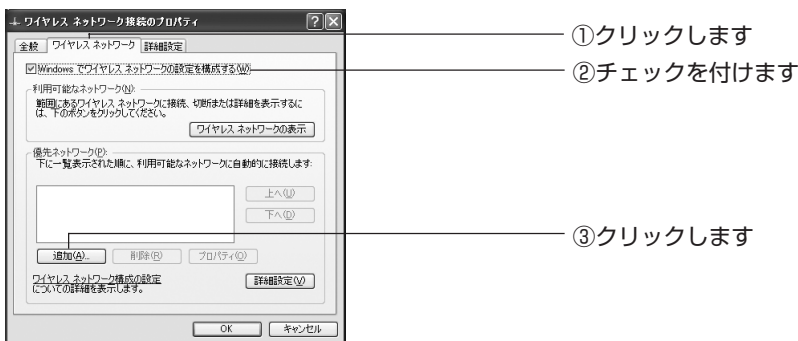 ワイヤレス ネットワーク接続のプロパティ
全般 ワイヤレス ネットワーク 詳細設定
Windows でワイヤレス ネットワークの設定を構成する(W)
利用可能なネットワーク(N):
範囲にあるワイヤレス ネットワークに接続、切断または詳細を表示するに
は、下のボタンをクリックしてください。
ワイヤレス ネットワークの表示
優先ネットワーク(P):
下に一覧表示された順に、利用可能なネットワークに自動的に接続します:
上へ(U)
下へ(D)
追加(A)... 削除(R) プロパティ(O)
ワイヤレス ネットワーク構成の設定
についての詳細を表示します。
詳細設定(V)
OK キャンセル
①クリックします
②チェックを付けます
③クリックします